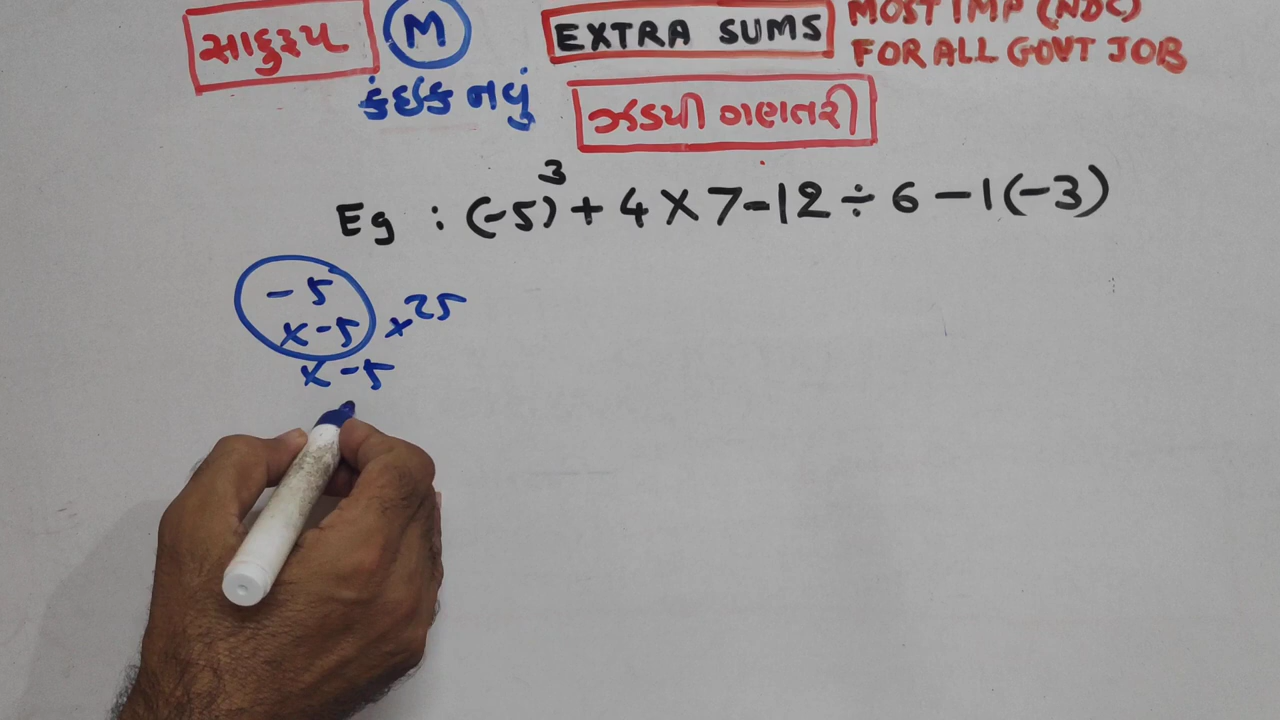 સાદુરૂપ M EXTRA SUMS MOST IMP (NDC)
FOR ALL GOVT JOB
કંઈક નવું ઝડપી ગણતરી
Eg : (-5)³ + 4 × 7 - 12 ÷ 6 - 1(-3)
-5
× -5 × 25
× -5